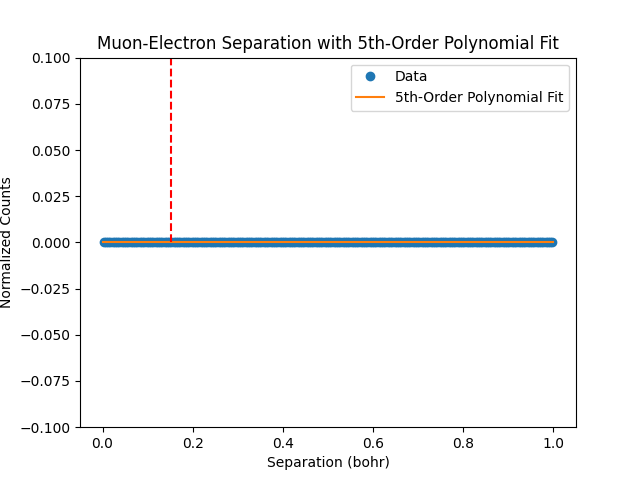 Muon-Electron Separation with 5th-Order Polynomial Fit
Data
5th-Order Polynomial Fit
Normalized Counts
0.100
0.075
0.050
0.025
0.000
−0.025
−0.050
−0.075
−0.100
0.0 0.2 0.4 0.6 0.8 1.0
Separation (bohr)